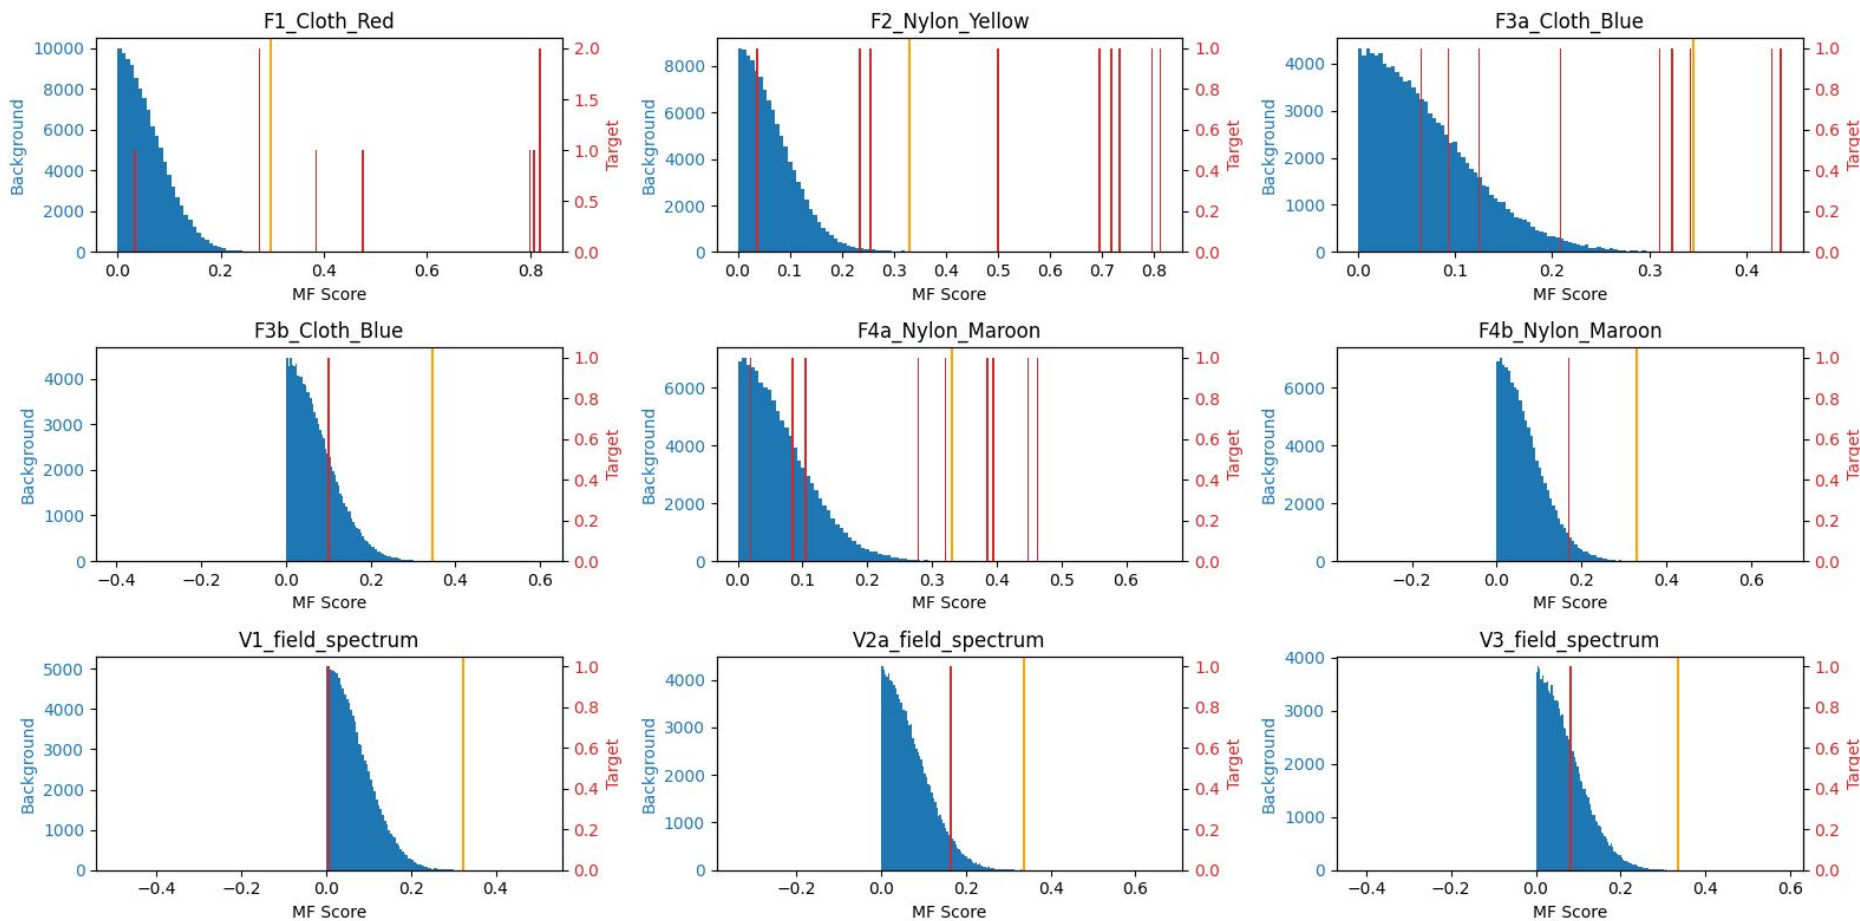 F1_Cloth_Red
10000
8000
6000
4000
2000
0
Background
2.0
1.5
1.0
0.5
0.0
Target
0.0 0.2 0.4 0.6 0.8
MF Score
F2_Nylon_Yellow
8000
6000
4000
2000
0
Background
1.0
0.8
0.6
0.4
0.2
0.0
Target
0.0 0.1 0.2 0.3 0.4 0.5 0.6 0.7 0.8
MF Score
F3a_Cloth_Blue
4000
3000
2000
1000
0
Background
1.0
0.8
0.6
0.4
0.2
0.0
Target
0.0 0.1 0.2 0.3 0.4
MF Score
F3b_Cloth_Blue
4000
3000
2000
1000
0
Background
1.0
0.8
0.6
0.4
0.2
0.0
Target
−0.4 −0.2 0.0 0.2 0.4 0.6
MF Score
F4a_Nylon_Maroon
6000
4000
2000
0
Background
1.0
0.8
0.6
0.4
0.2
0.0
Target
0.0 0.1 0.2 0.3 0.4 0.5 0.6
MF Score
F4b_Nylon_Maroon
6000
4000
2000
0
Background
1.0
0.8
0.6
0.4
0.2
0.0
Target
−0.2 0.0 0.2 0.4 0.6
MF Score
V1_field_spectrum
5000
4000
3000
2000
1000
0
Background
1.0
0.8
0.6
0.4
0.2
0.0
Target
−0.4 −0.2 0.0 0.2 0.4
MF Score
V2a_field_spectrum
4000
3000
2000
1000
0
Background
1.0
0.8
0.6
0.4
0.2
0.0
Target
−0.2 0.0 0.2 0.4 0.6
MF Score
V3_field_spectrum
4000
3000
2000
1000
0
Background
1.0
0.8
0.6
0.4
0.2
0.0
Target
−0.4 −0.2 0.0 0.2 0.4 0.6
MF Score